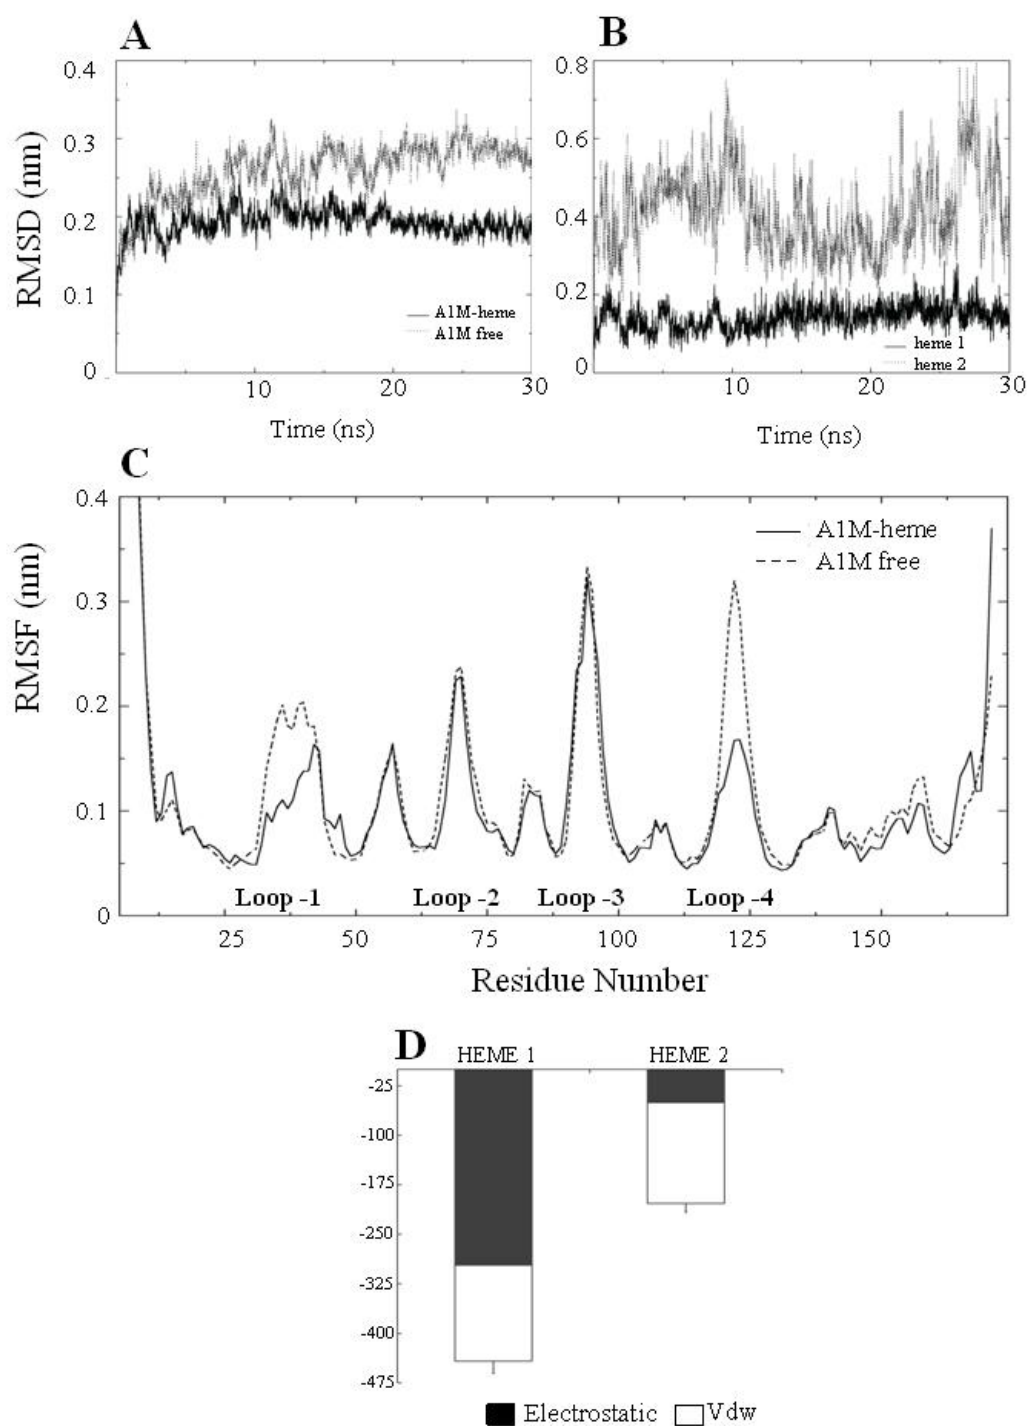 A
B
0.4
0.3
0.2
0.1
0
RMSD (nm)
A1M-heme
A1M free
10
20
30
Time (ns)
0.8
0.6
0.4
0.2
0
heme 1
heme 2
10
20
30
Time (ns)
C
0.4
0.3
0.2
0.1
0
RMSF (nm)
A1M-heme
A1M free
Loop -1
Loop -2
Loop -3
Loop -4
25
50
75
100
125
150
Residue Number
D
HEME 1
HEME 2
-25
-100
-175
-250
-325
-400
-475
Electrostatic
Vdw